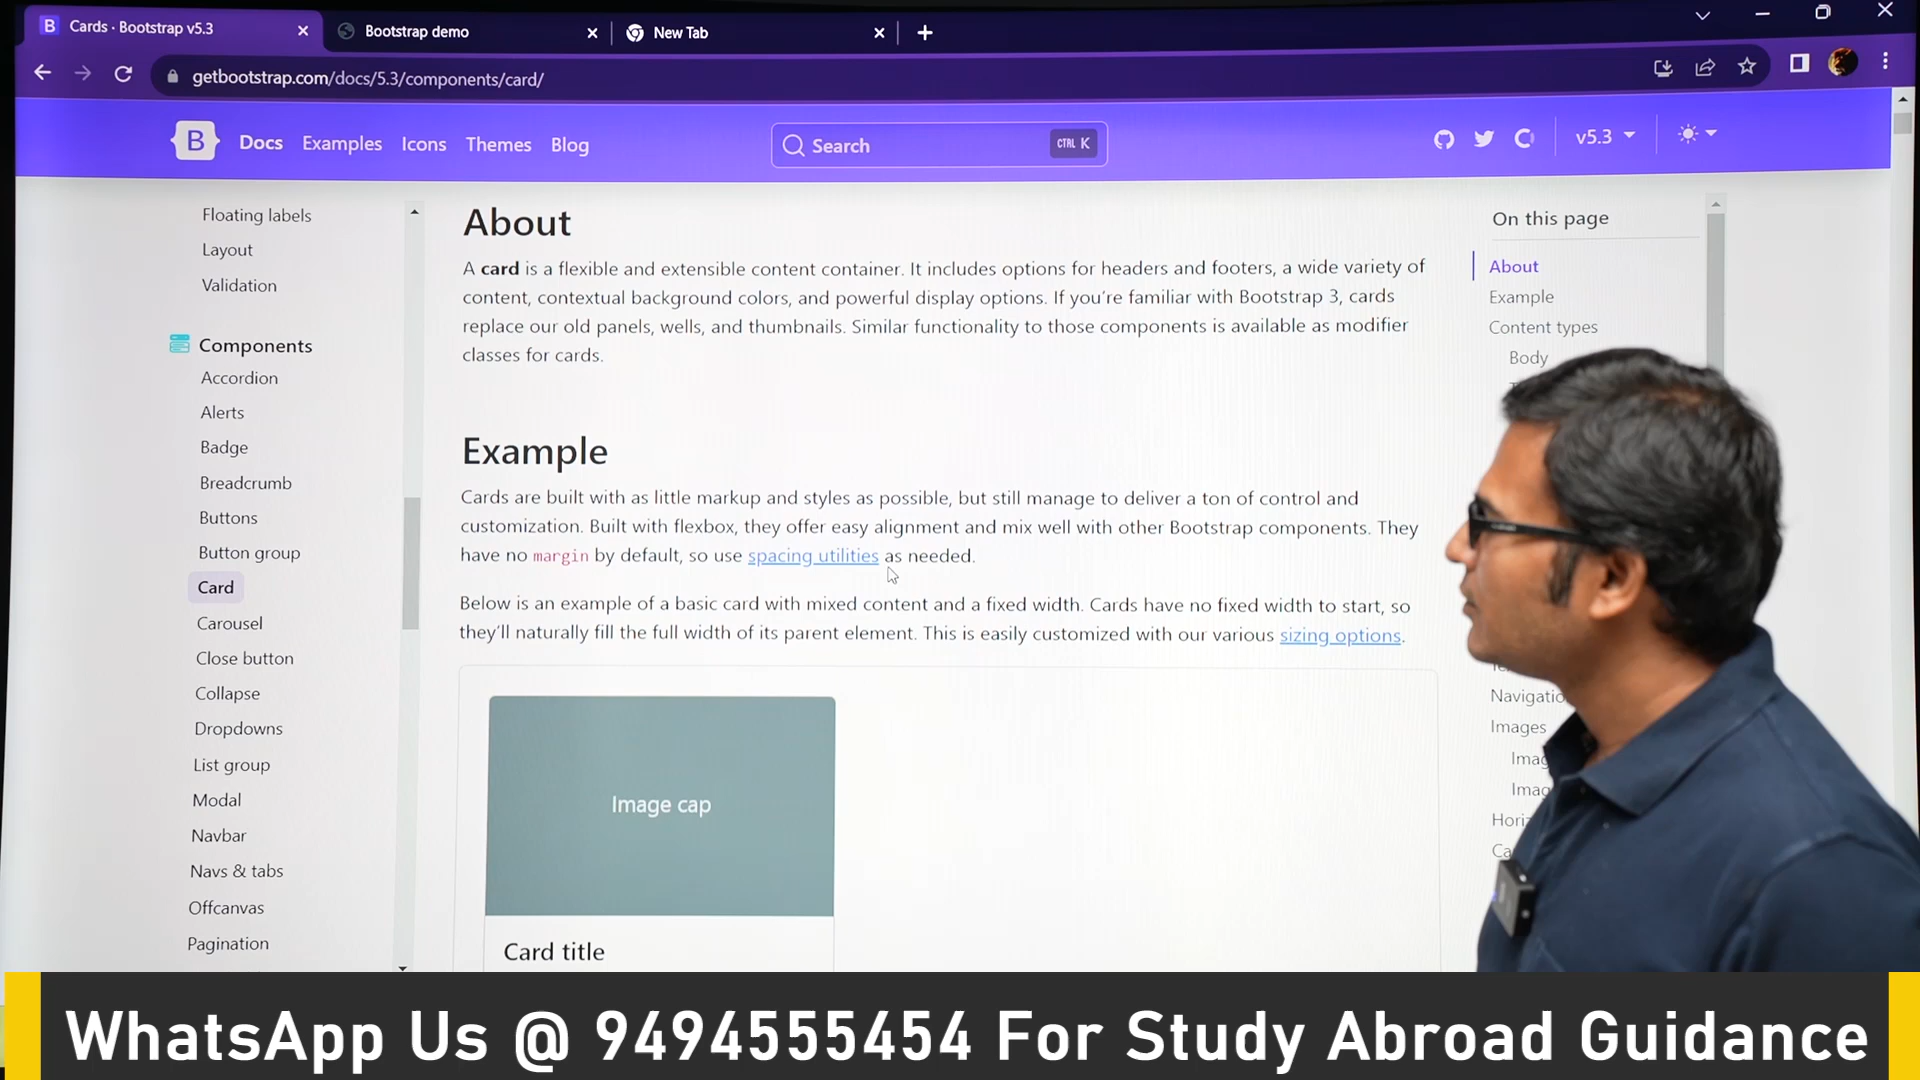 Cards · Bootstrap v5.3
Bootstrap demo
New Tab
getbootstrap.com/docs/5.3/components/card/
B
Docs
Examples
Icons
Themes
Blog
Search
CTRL K
v5.3
Floating labels
Layout
Validation
Components
Accordion
Alerts
Badge
Breadcrumb
Buttons
Button group
Card
Carousel
Close button
Collapse
Dropdowns
List group
Modal
Navbar
Navs & tabs
Offcanvas
Pagination
About
A card is a flexible and extensible content container. It includes options for headers and footers, a wide variety of
content, contextual background colors, and powerful display options. If you’re familiar with Bootstrap 3, cards
replace our old panels, wells, and thumbnails. Similar functionality to those components is available as modifier
classes for cards.
Example
Cards are built with as little markup and styles as possible, but still manage to deliver a ton of control and
customization. Built with flexbox, they offer easy alignment and mix well with other Bootstrap components. They
have no margin by default, so use spacing utilities as needed.
Below is an example of a basic card with mixed content and a fixed width. Cards have no fixed width to start, so
they’ll naturally fill the full width of its parent element. This is easily customized with our various sizing options.
Image cap
Card title
On this page
About
Example
Content types
Body
Navigatio
Images
Imag
Imag
Horiz
Ca
WhatsApp Us @ 9494555454 For Study Abroad Guidance